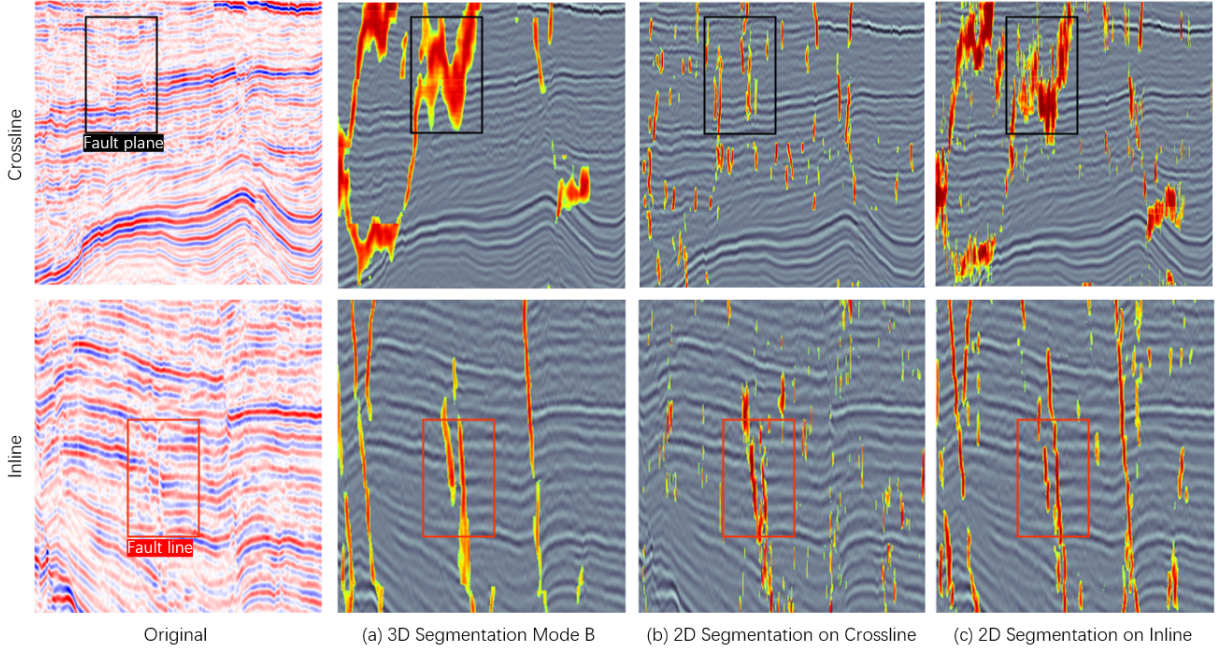 Crossline
Fault plane
Inline
Fault line
Original
(a) 3D Segmentation Mode B
(b) 2D Segmentation on Crossline
(c) 2D Segmentation on Inline